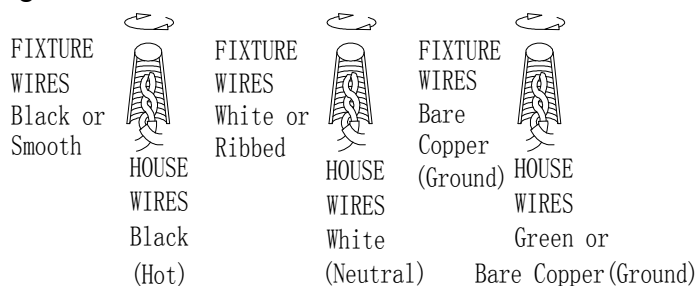 FIXTURE
WIRES
Black or
Smooth
HOUSE
WIRES
Black
(Hot)
FIXTURE
WIRES
White or
Ribbed
HOUSE
WIRES
White
(Neutral)
FIXTURE
WIRES
Bare
Copper
(Ground)
HOUSE
WIRES
Green or
Bare Copper(Ground)